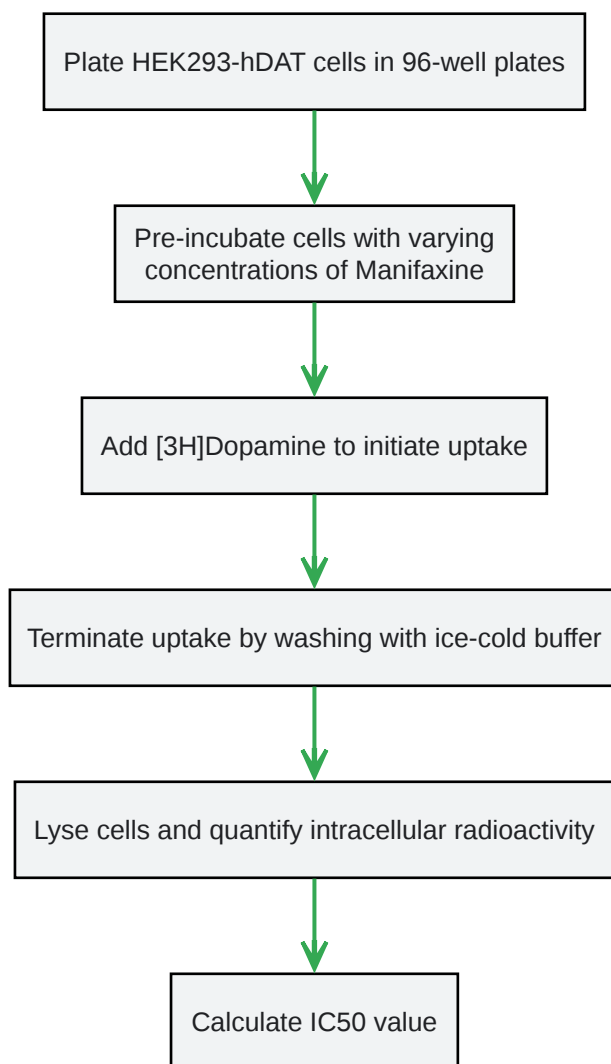 Plate HEK293-hDAT cells in 96-well plates
Pre-incubate cells with varying
concentrations of Manifaxine
Add [3H]Dopamine to initiate uptake
Terminate uptake by washing with ice-cold buffer
Lyse cells and quantify intracellular radioactivity
Calculate IC50 value